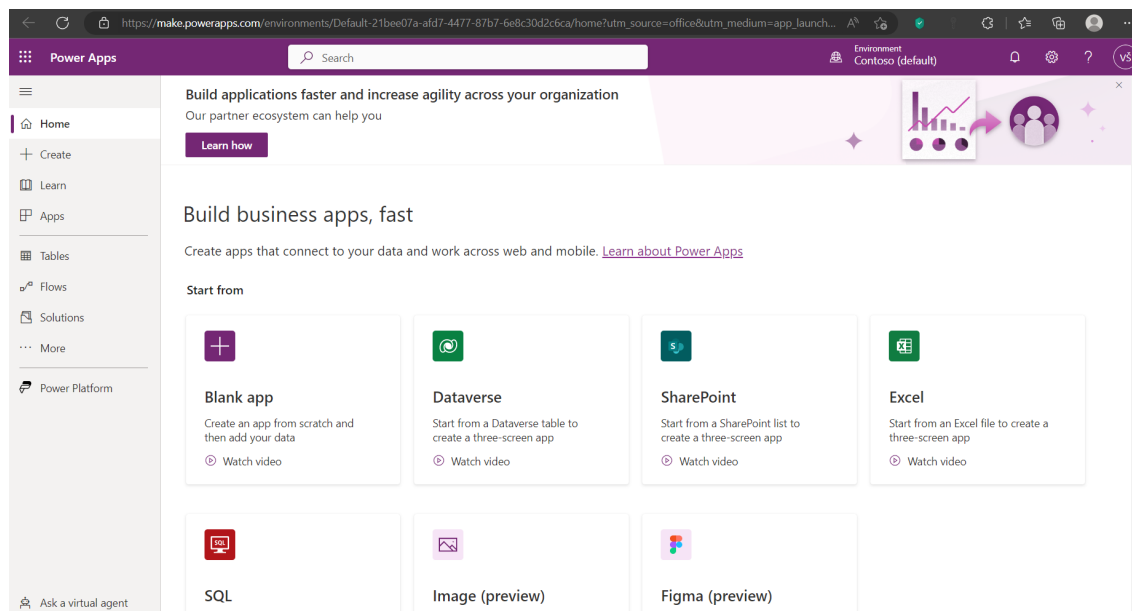 https://make.powerapps.com/environments/Default-21bee07a-afd7-4477-87b7-6e8c30d2c6ca/home?utm_source=office&utm_medium=app_launch...
Power Apps
Search
Environment
Contoso (default)
?
VŠ
Build applications faster and increase agility across your organization
Our partner ecosystem can help you
Learn how
Home
Create
Learn
Apps
Tables
Flows
Solutions
More
Power Platform
Ask a virtual agent
Build business apps, fast
Create apps that connect to your data and work across web and mobile. Learn about Power Apps
Start from
Blank app
Create an app from scratch and
then add your data
Watch video
Dataverse
Start from a Dataverse table to
create a three-screen app
Watch video
SharePoint
Start from a SharePoint list to
create a three-screen app
Watch video
Excel
Start from an Excel file to create a
three-screen app
Watch video
SQL
Image (preview)
Figma (preview)